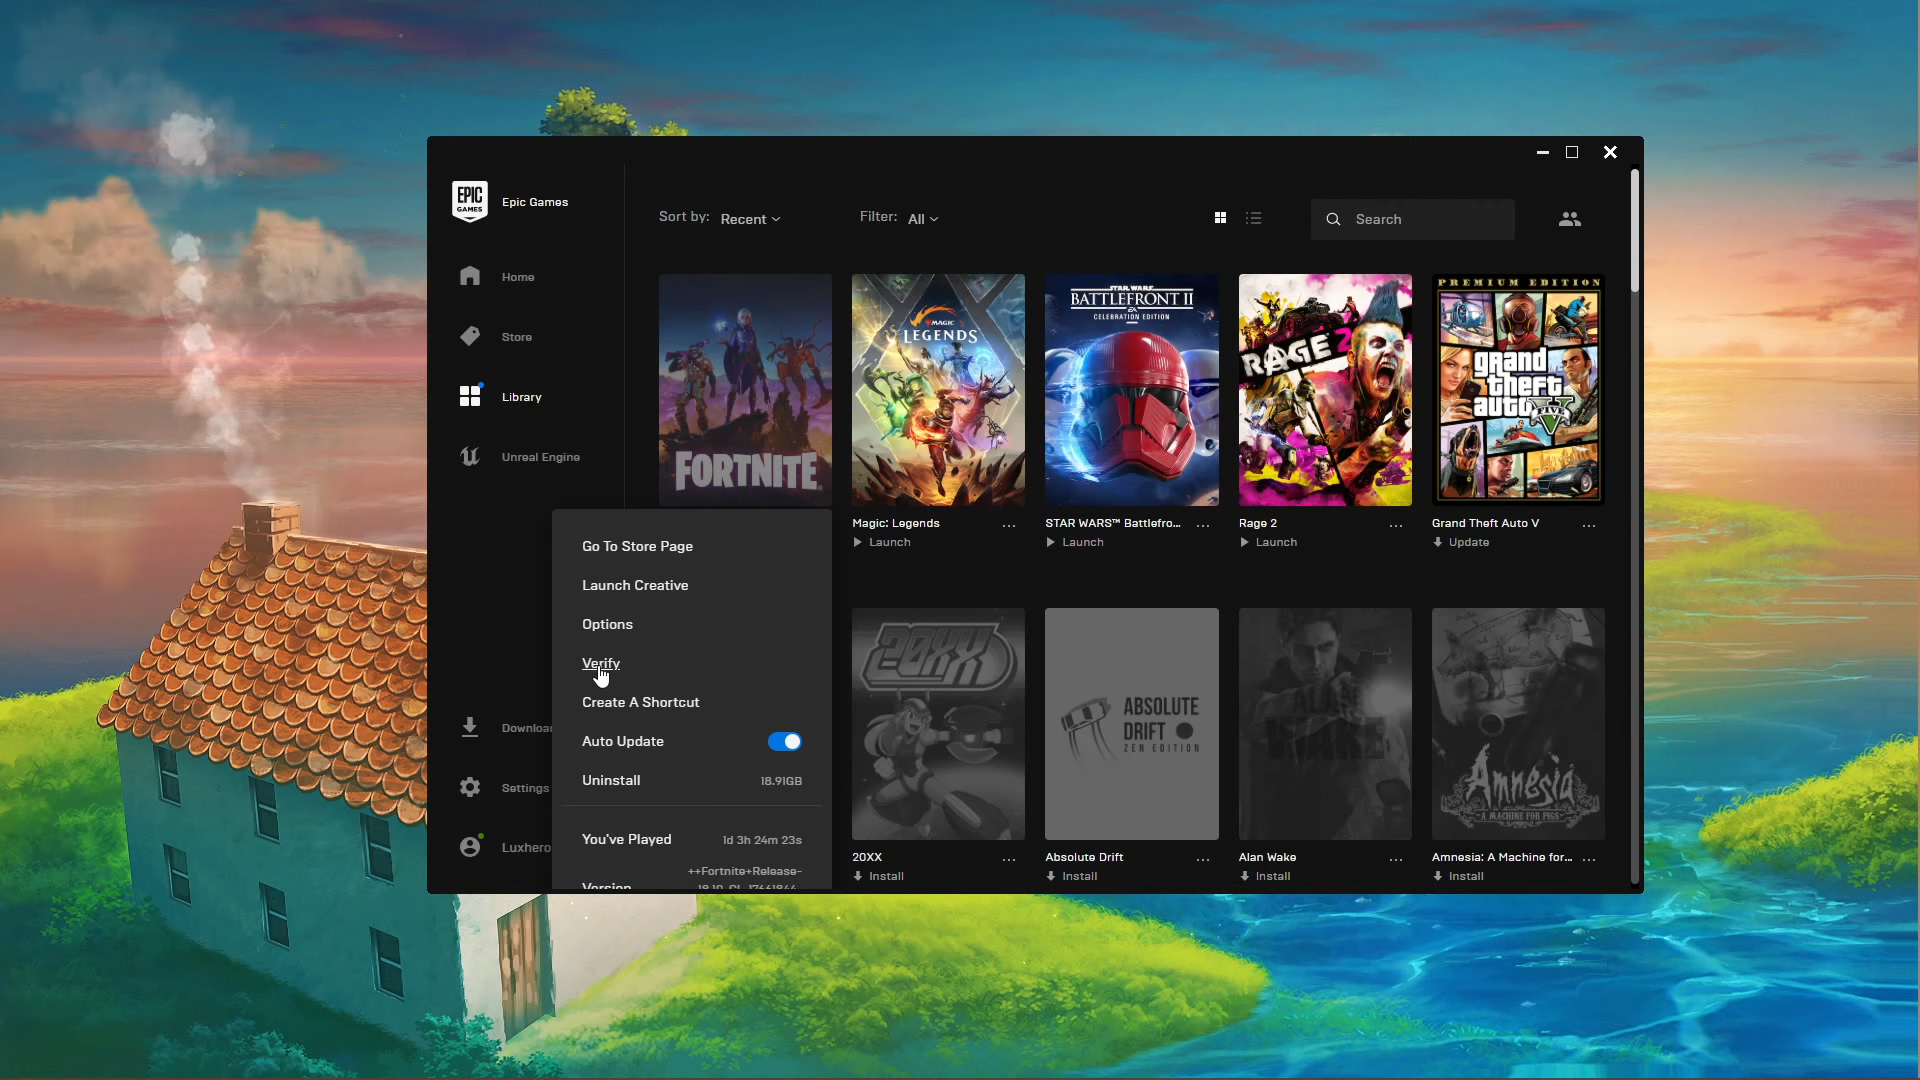 EPIC
GAMES
Epic Games
Home
Store
Library
Unreal Engine
Settings
Luxhero
Sort by: Recent
Filter: All
Search
FORTNITE
MAGIC
LEGENDS
Magic: Legends
...
Launch
STAR WARS
BATTLEFRONT II
CELEBRATION EDITION
STAR WARS™ Battlefro...
...
Launch
RAGE 2
Rage 2
...
Launch
PREMIUM EDITION
grand
theft
auto V
FIVE
Grand Theft Auto V
...
Update
Go To Store Page
Launch Creative
Options
Verify
Create A Shortcut
Auto Update
Uninstall 18.91GB
You've Played 1d 3h 24m 23s
++Fortnite+Release-
Version
20XX
20XX
...
Install
ABSOLUTE
DRIFT
ZEN EDITION
Absolute Drift
...
Install
ALAN
WAKE
Alan Wake
...
Install
Amnesia
A MACHINE FOR PIGS
Amnesia: A Machine for...
...
Install